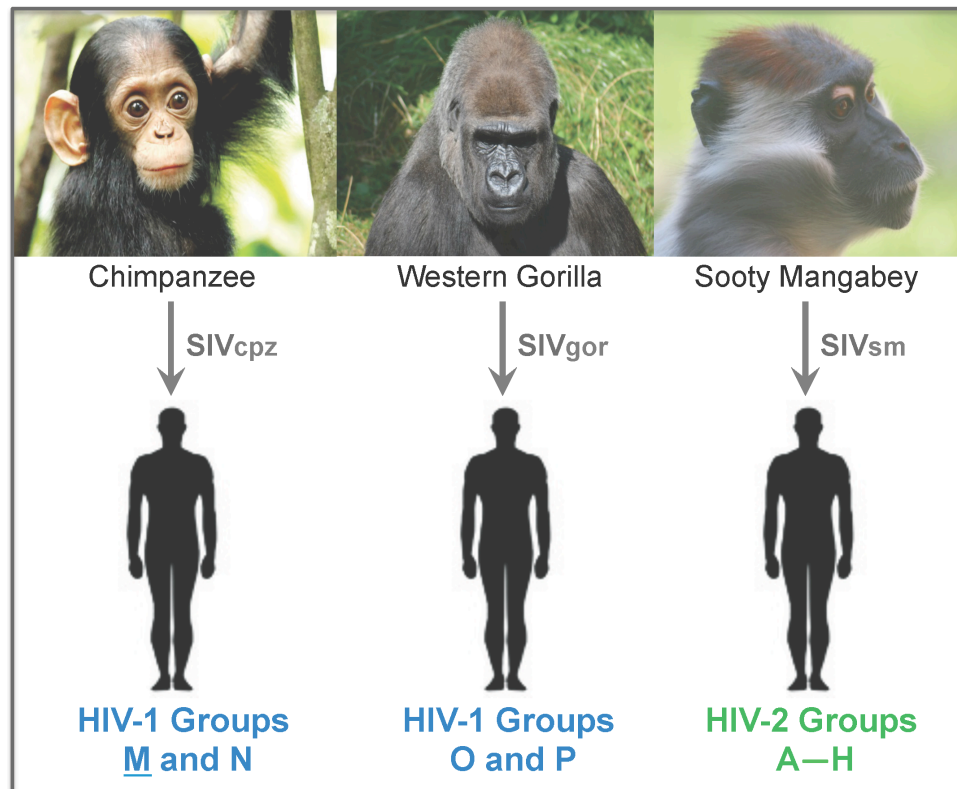 Chimpanzee
Western Gorilla
Sooty Mangabey
SIVcpz
SIVgor
SIVsm
HIV-1 Groups
M and N
HIV-1 Groups
O and P
HIV-2 Groups
A—H